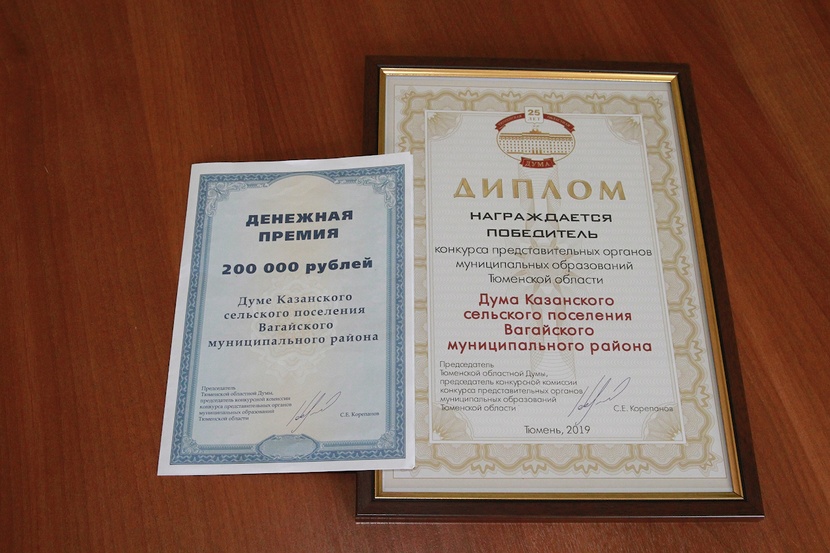 ДЕНЕЖНАЯ
ПРЕМИЯ
200 000 рублей
Думе Казанского
сельского поселения
Вагайского
муниципального района
Председатель
Тюменской областной Думы,
председатель конкурсной комиссии
конкурса представительных органов
муниципальных образований
Тюменской области
С.Е. Корепанов
25
ЛЕТ
ДУМА
ДИПЛОМ
НАГРАЖДАЕТСЯ
ПОБЕДИТЕЛЬ
конкурса представительных органов
муниципальных образований
Тюменской области
Дума Казанского
сельского поселения
Вагайского
муниципального района
Председатель
Тюменской областной Думы,
председатель конкурсной комиссии
конкурса представительных органов
муниципальных образований
Тюменской области
С.Е. Корепанов
Тюмень, 2019